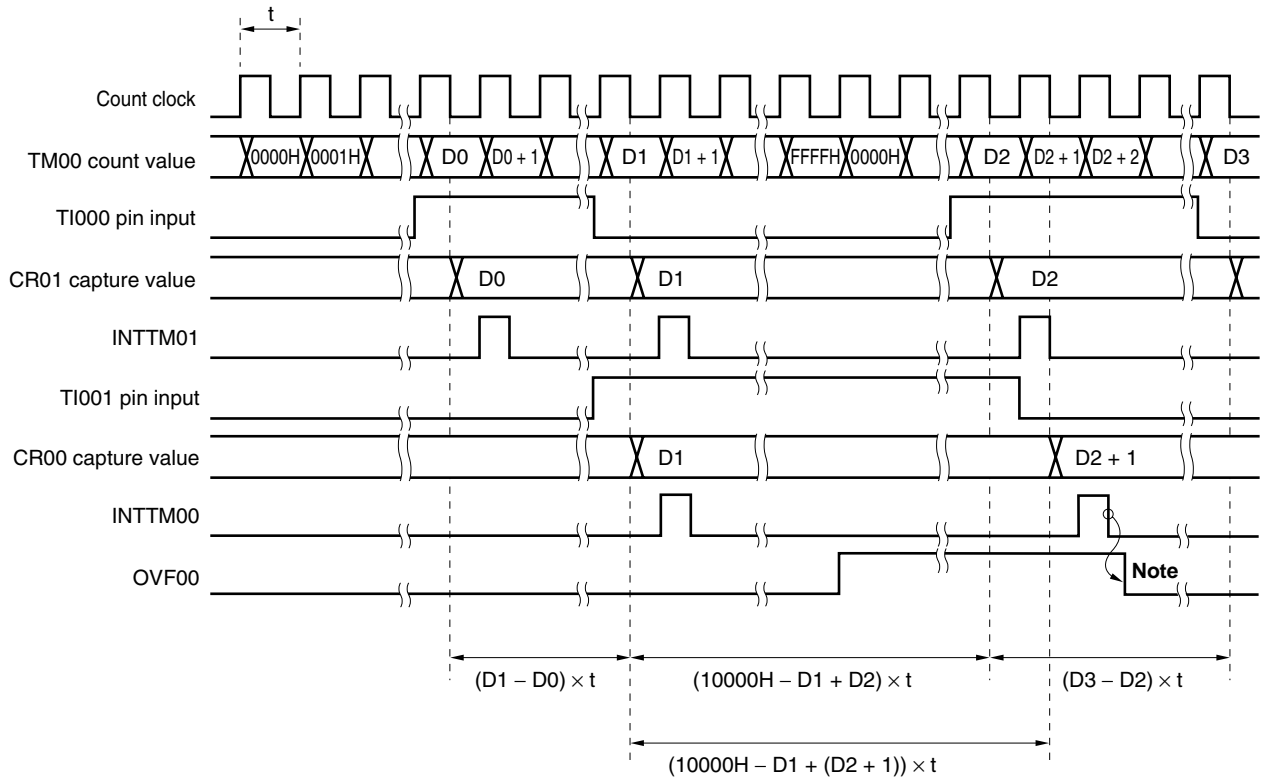 t
Count clock
TM00 count value 0000H 0001H D0 D0 + 1 D1 D1 + 1 FFFFH 0000H D2 D2 + 1 D2 + 2 D3
TI000 pin input
CR01 capture value D0 D1 D2
INTTM01
TI001 pin input
CR00 capture value D1 D2 + 1
INTTM00
OVF00 Note
(D1 − D0) × t (10000H − D1 + D2) × t (D3 − D2) × t
(10000H − D1 + (D2 + 1)) × t